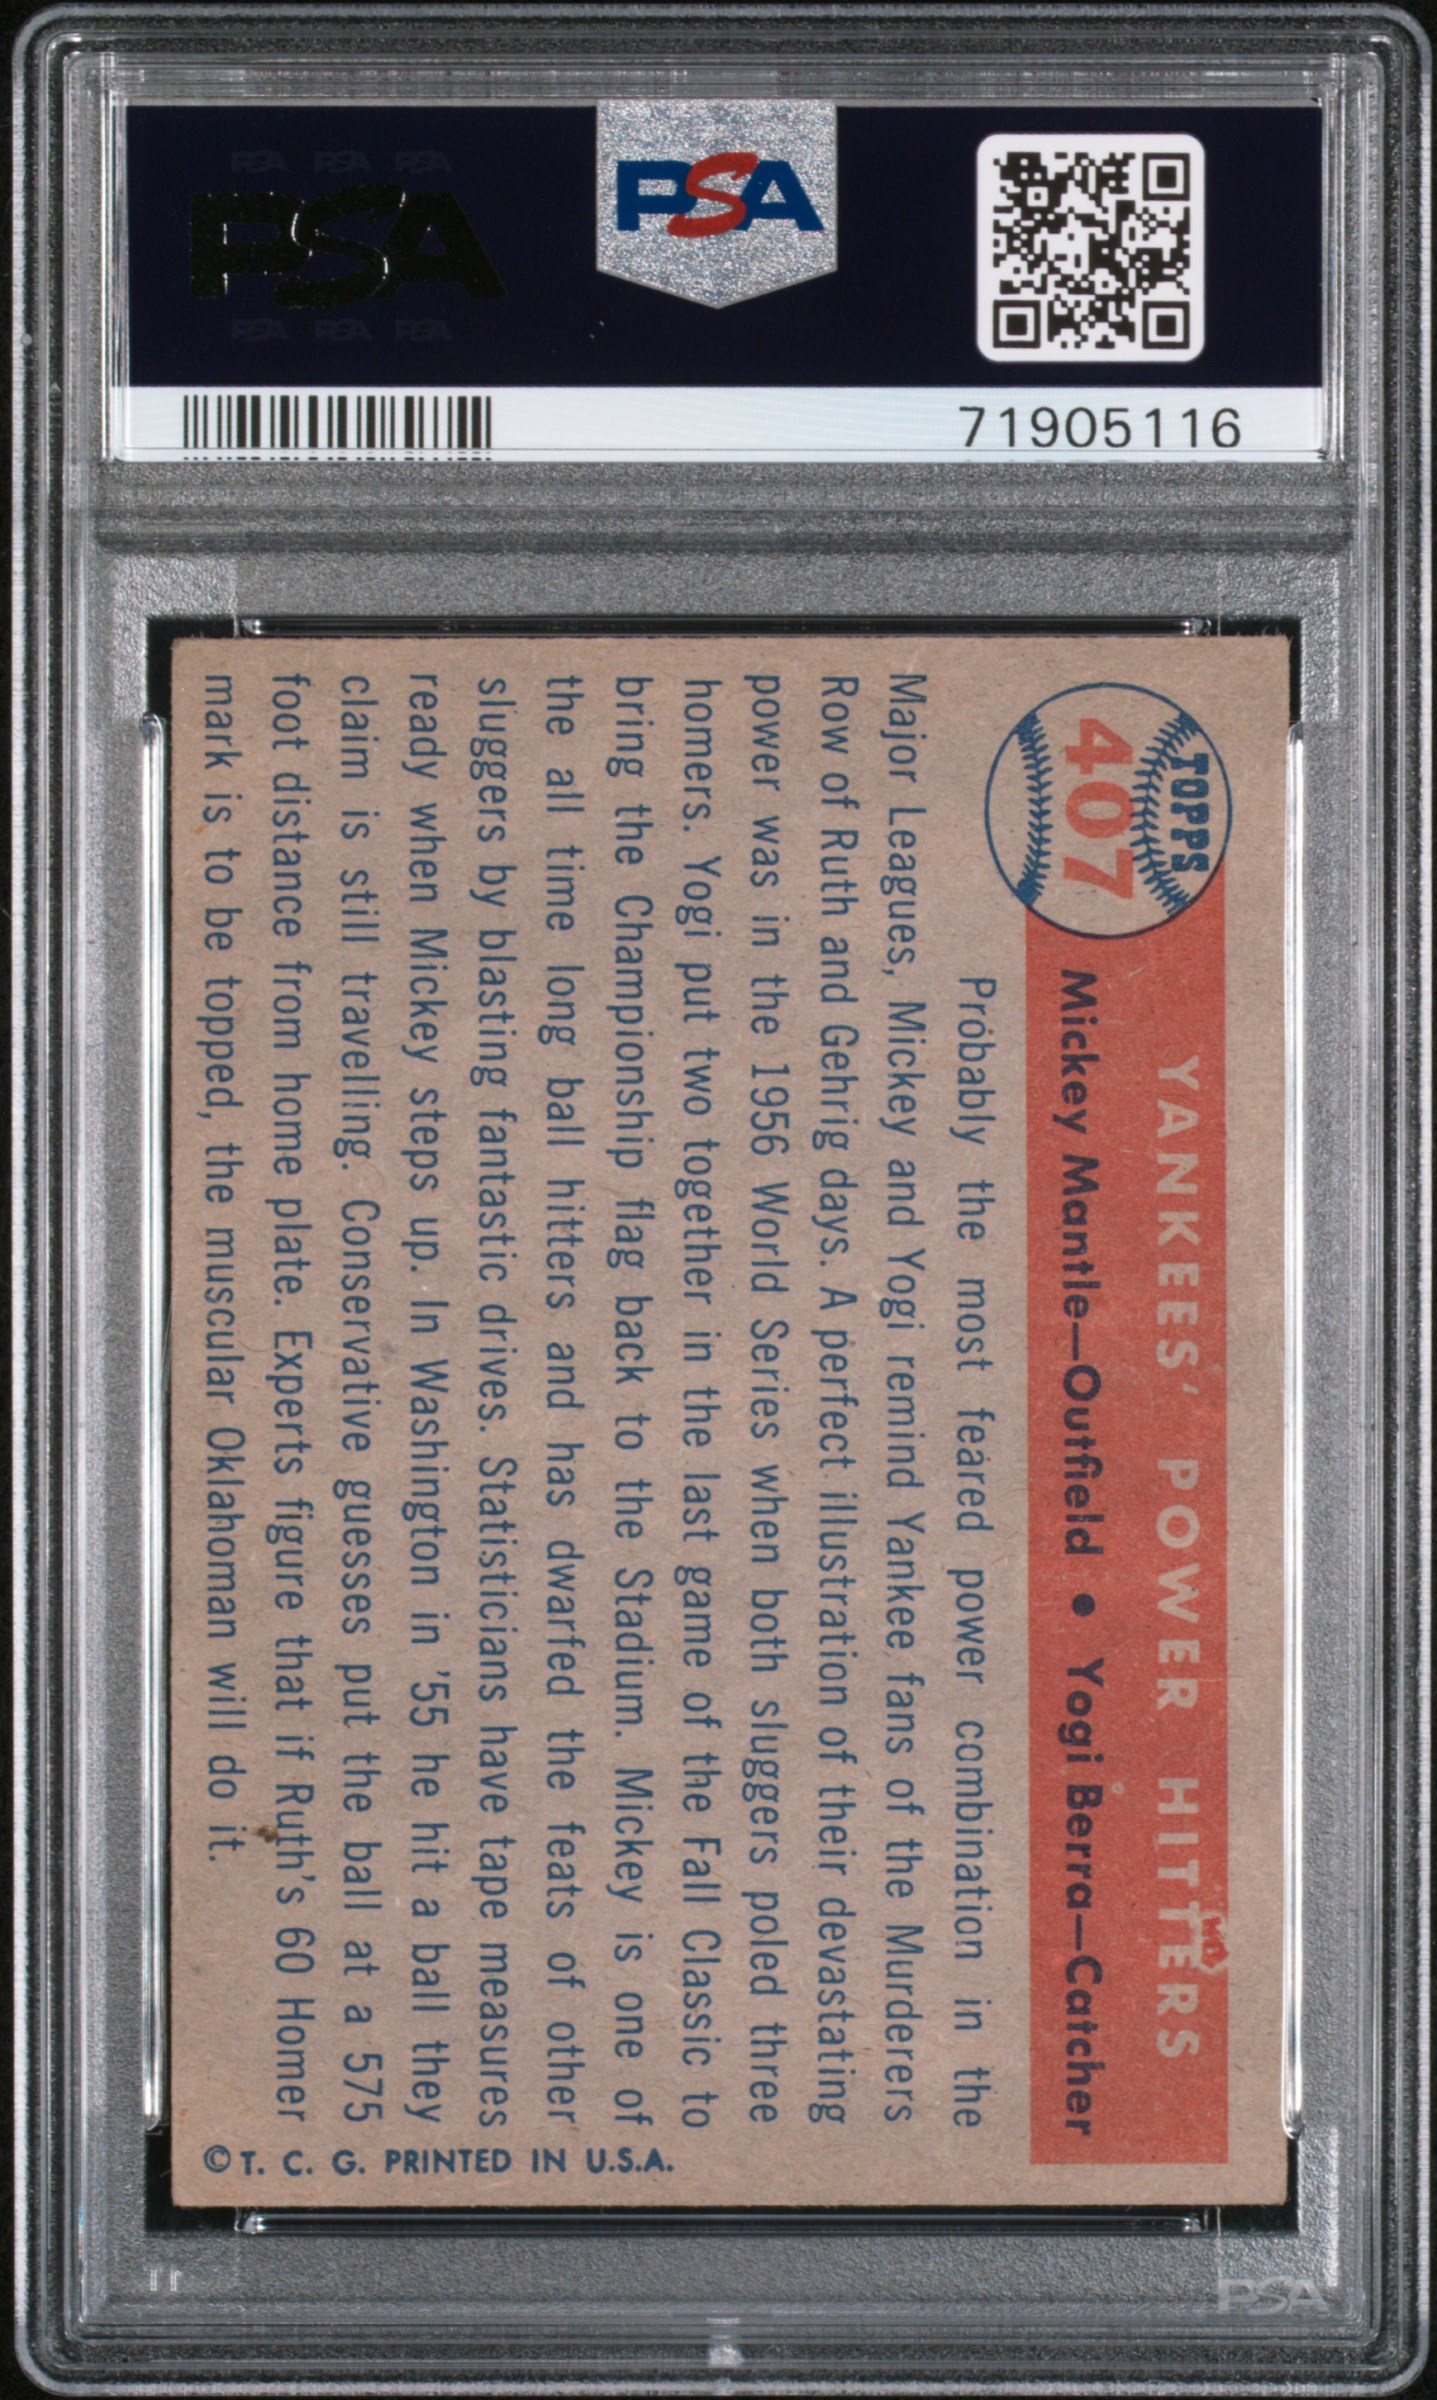 PSA PSA PSA
PSA
PSA PSA PSA
PSA
71905116
TOPPS
407
YANKEES' POWER HITTERS
Mickey Mantle—Outfield • Yogi Berra—Catcher
Probably the most feared power combination in the
Major Leagues, Mickey and Yogi remind Yankee fans of the Murderers
Row of Ruth and Gehrig days. A perfect illustration of their devastating
power was in the 1956 World Series when both sluggers poled three
homers. Yogi put two together in the last game of the Fall Classic to
bring the Championship flag back to the Stadium. Mickey is one of
the all time long ball hitters and has dwarfed the feats of other
sluggers by blasting fantastic drives. Statisticians have tape measures
ready when Mickey steps up. In Washington in '55 he hit a ball they
claim is still travelling. Conservative guesses put the ball at a 575
foot distance from home plate. Experts figure that if Ruth's 60 Homer
mark is to be topped, the muscular Oklahoman will do it.
© T. C. G. PRINTED IN U.S.A.
PSA